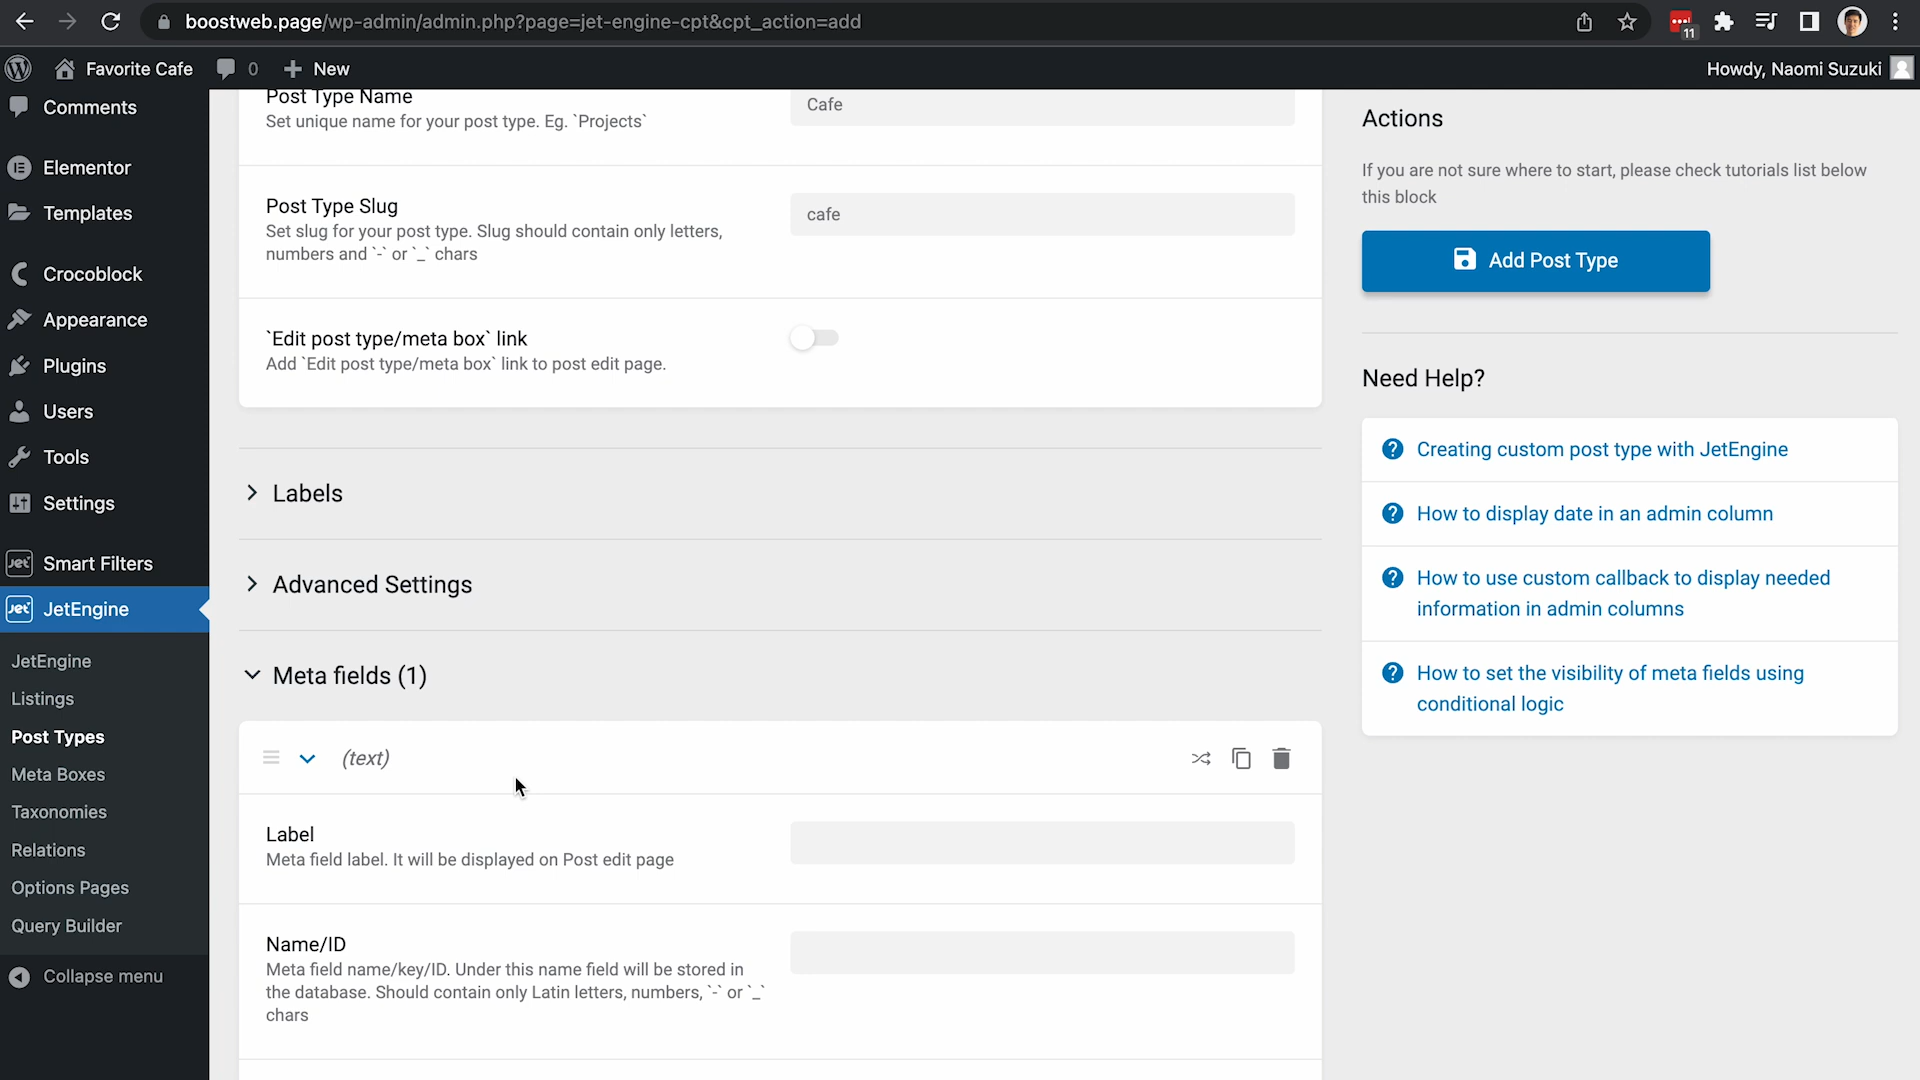 boostweb.page/wp-admin/admin.php?page=jet-engine-cpt&cpt_action=add
11
Favorite Cafe
0
New
Howdy, Naomi Suzuki
Comments
Elementor
Templates
Crocoblock
Appearance
Plugins
Users
Tools
Settings
Jet
Smart Filters
Jet
JetEngine
JetEngine
Listings
Post Types
Meta Boxes
Taxonomies
Relations
Options Pages
Query Builder
Collapse menu
Post Type Name
Set unique name for your post type. Eg. `Projects`
Cafe
Post Type Slug
Set slug for your post type. Slug should contain only letters,
numbers and `-` or `_` chars
cafe
`Edit post type/meta box` link
Add `Edit post type/meta box` link to post edit page.
Labels
Advanced Settings
Meta fields (1)
(text)
Label
Meta field label. It will be displayed on Post edit page
Name/ID
Meta field name/key/ID. Under this name field will be stored in
the database. Should contain only Latin letters, numbers, `-` or `_`
chars
Actions
If you are not sure where to start, please check tutorials list below
this block
Add Post Type
Need Help?
Creating custom post type with JetEngine
How to display date in an admin column
How to use custom callback to display needed
information in admin columns
How to set the visibility of meta fields using
conditional logic